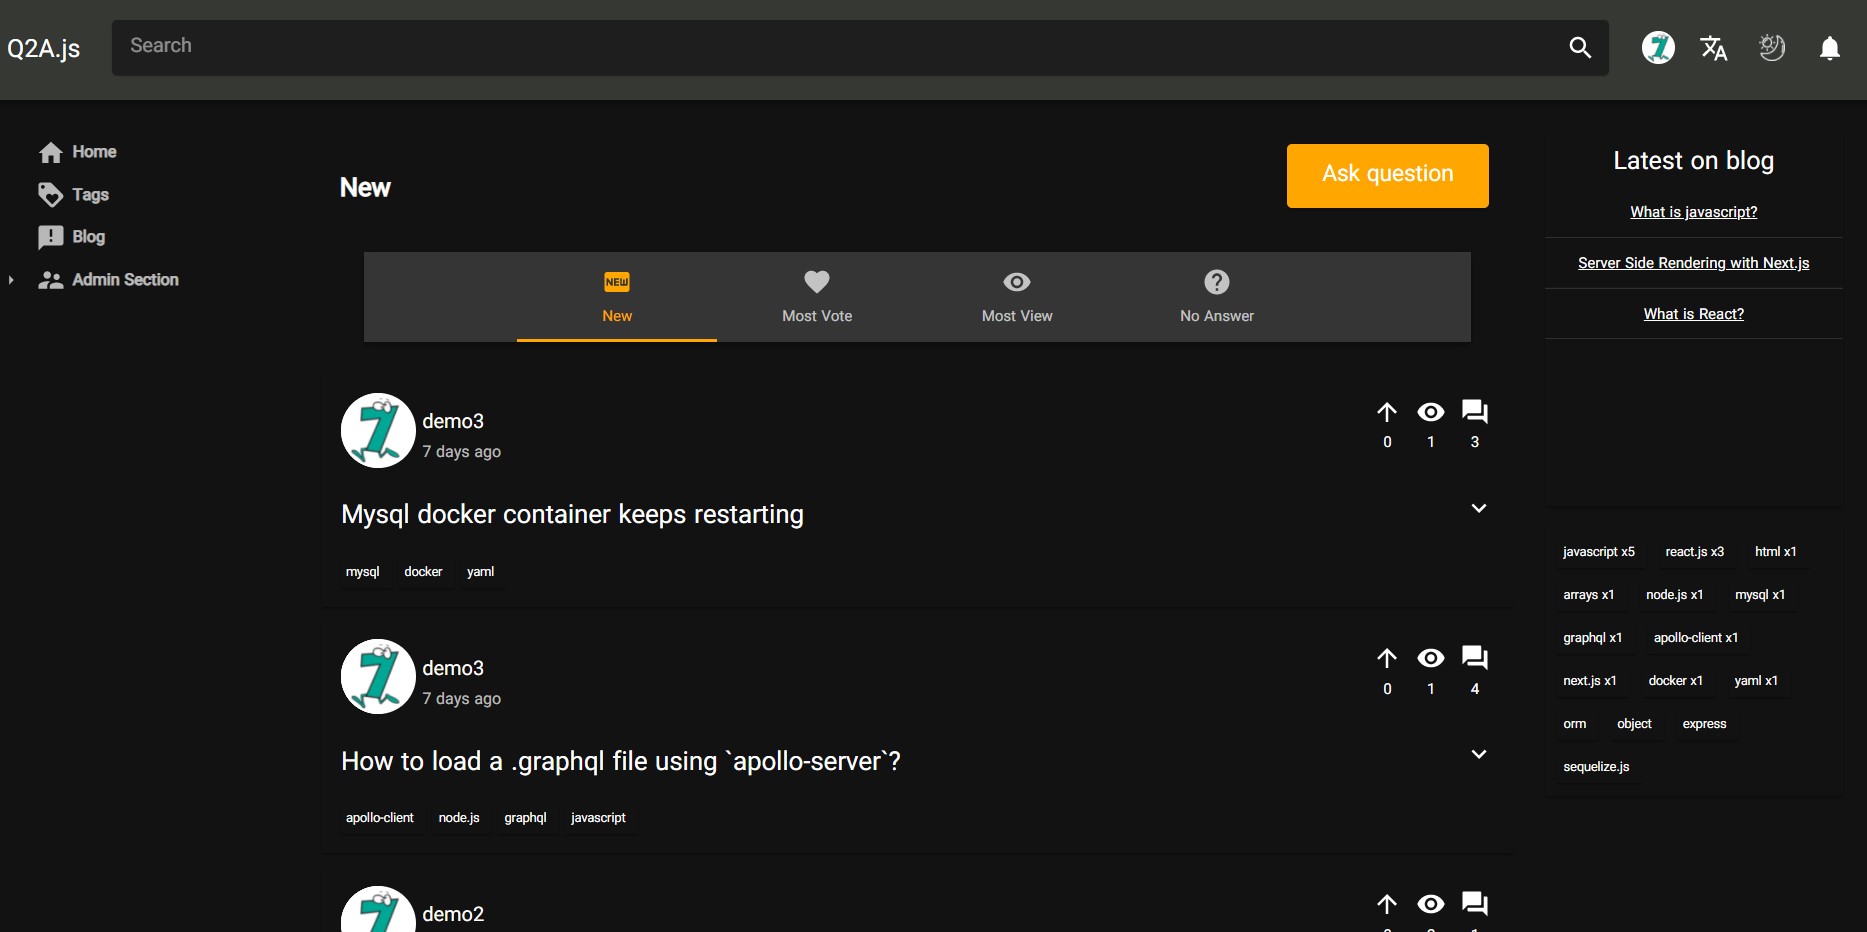 Q2A.js
Search
Home
Tags
Blog
Admin Section
New
Ask question
NEW
New
Most Vote
Most View
No Answer
demo3
7 days ago
0
1
3
Mysql docker container keeps restarting
mysql docker yaml
demo3
7 days ago
0
1
4
How to load a .graphql file using `apollo-server`?
apollo-client node.js graphql javascript
demo2
Latest on blog
What is javascript?
Server Side Rendering with Next.js
What is React?
javascript x5 react.js x3 html x1
arrays x1 node.js x1 mysql x1
graphql x1 apollo-client x1
next.js x1 docker x1 yaml x1
orm object express
sequelize.js